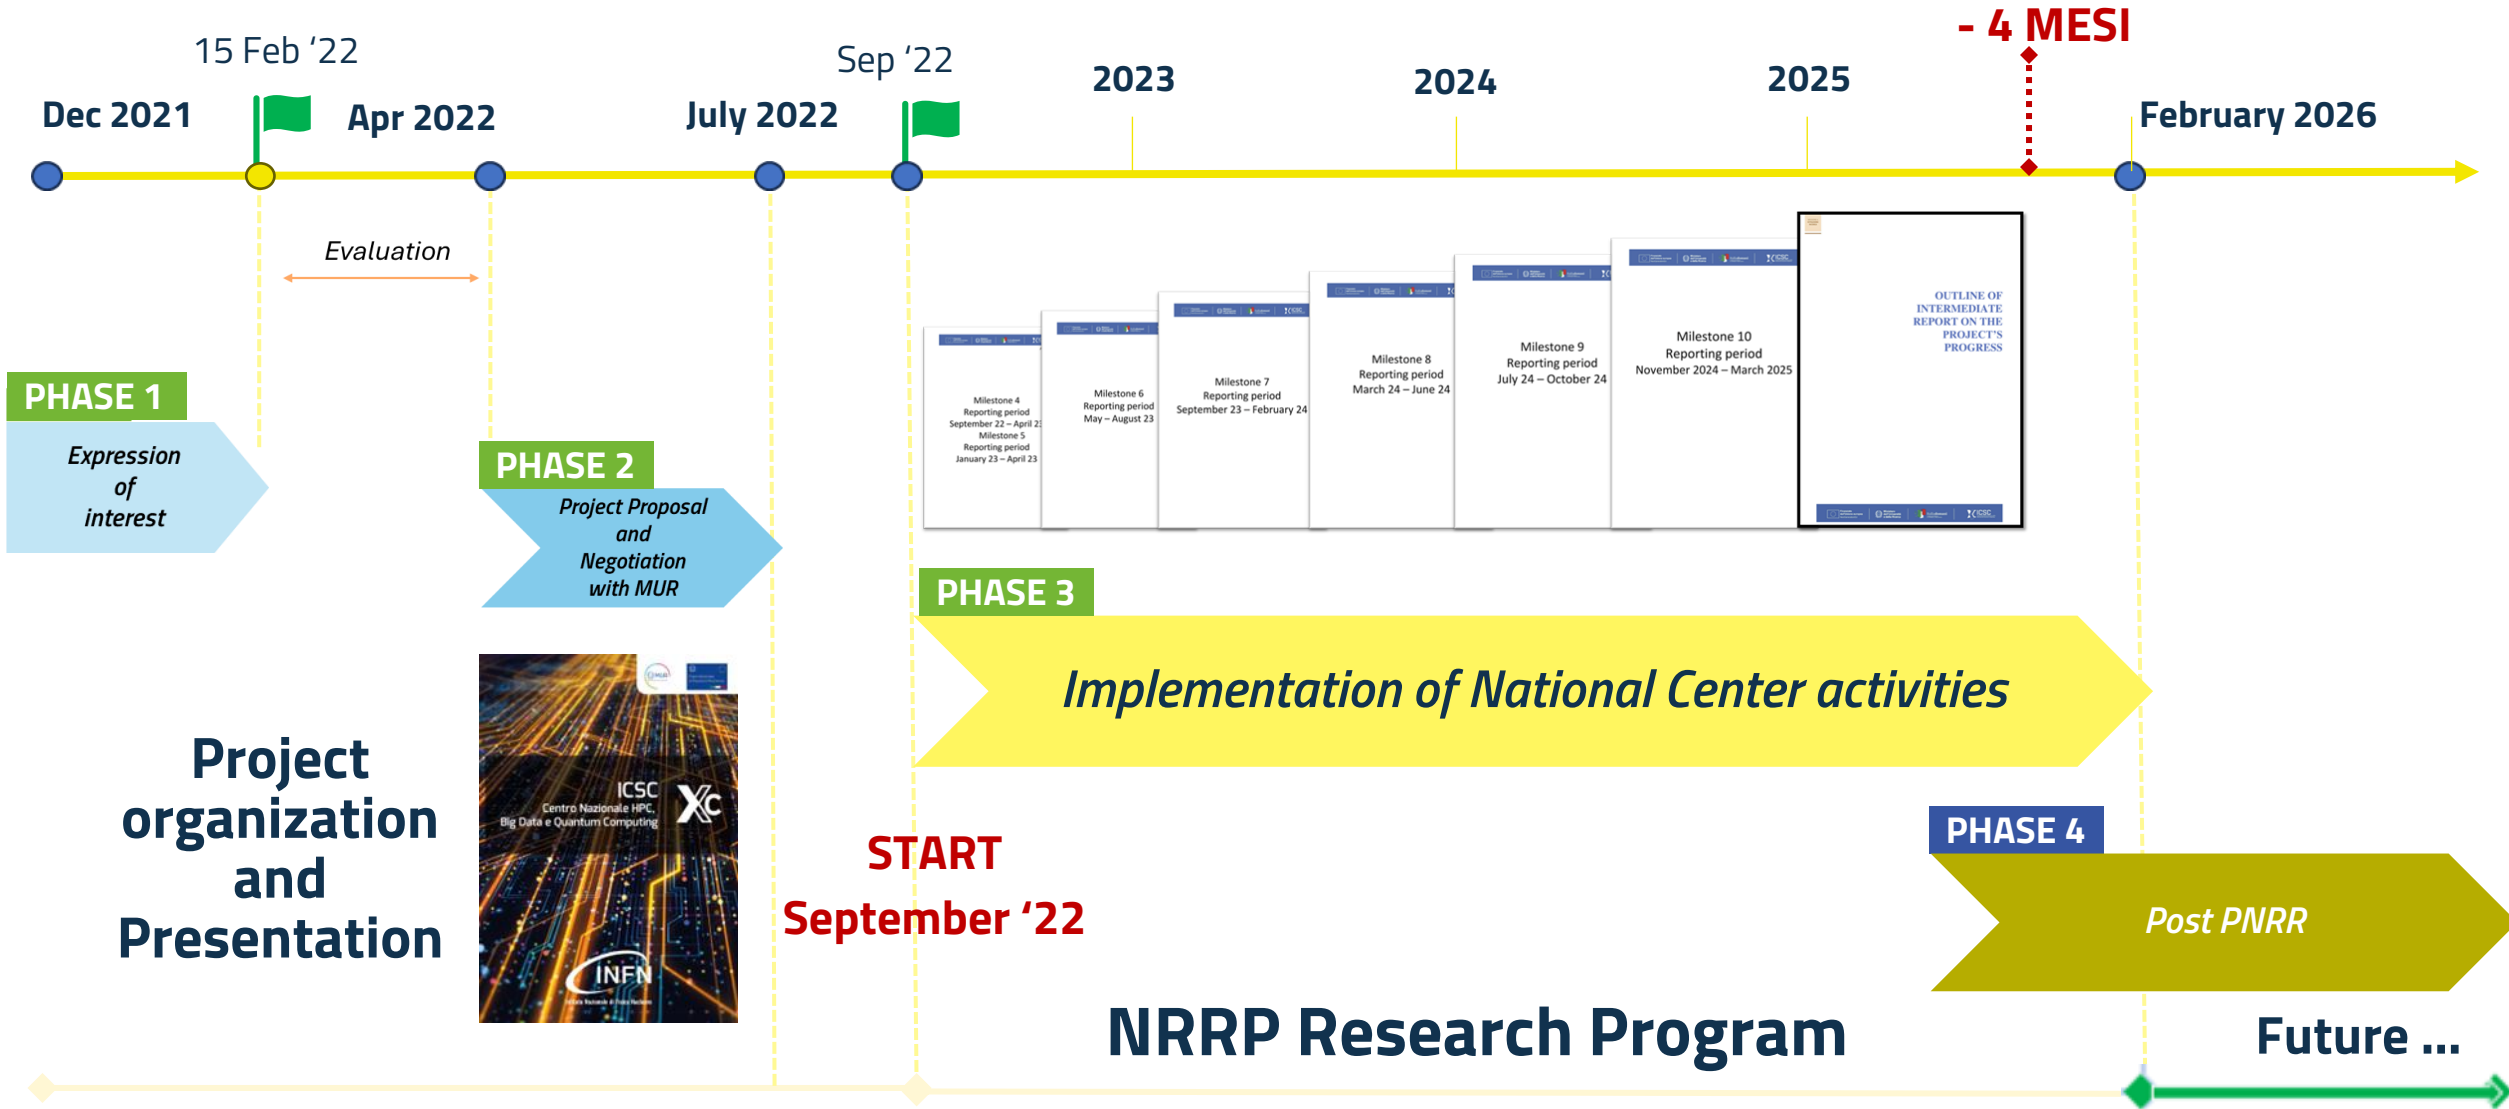 - 4 MESI
15 Feb ‘22
Sep ‘22
2023
2024
2025
Dec 2021
Apr 2022
July 2022
February 2026
Evaluation
OUTLINE OF
INTERMEDIATE
REPORT ON THE
PROJECT'S
PROGRESS
Milestone 10
Reporting period
November 2024 – March 2025
Milestone 9
Reporting period
July 24 – October 24
Milestone 8
Reporting period
March 24 – June 24
Milestone 7
Reporting period
September 23 – February 24
Milestone 6
Reporting period
May – August 23
Milestone 4
Reporting period
September 22 – April 23
Milestone 5
Reporting period
January 23 – April 23
ICSC
PHASE 1
Expression
of
interest
PHASE 2
Project Proposal
and
Negotiation
with MUR
PHASE 3
Implementation of National Center activities
Project
organization
and
Presentation
ICSC
Centro Nazionale HPC,
Big Data e Quantum Computing
INFN
START
September ‘22
PHASE 4
Post PNRR
NRRP Research Program
Future ...